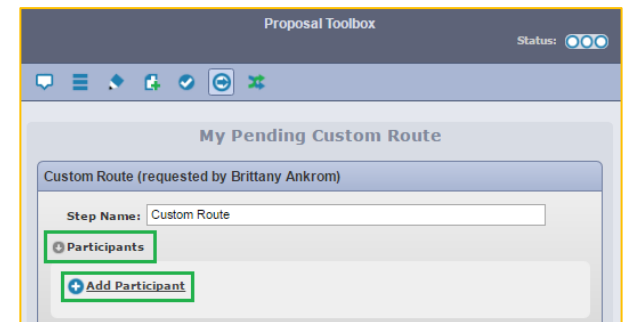 Proposal Toolbox
Status:
My Pending Custom Route
Custom Route (requested by Brittany Ankrom)
Step Name: Custom Route
Participants
Add Participant